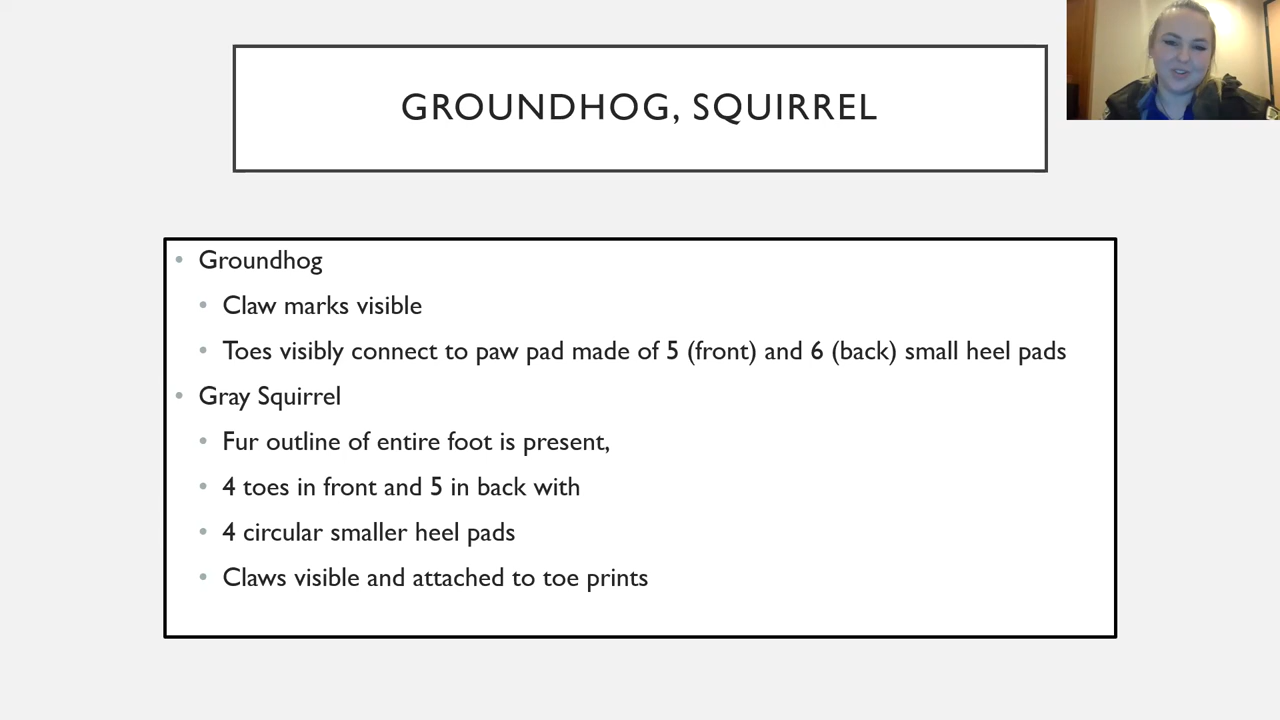 GROUNDHOG, SQUIRREL
Groundhog
Claw marks visible
Toes visibly connect to paw pad made of 5 (front) and 6 (back) small heel pads
Gray Squirrel
Fur outline of entire foot is present,
4 toes in front and 5 in back with
4 circular smaller heel pads
Claws visible and attached to toe prints